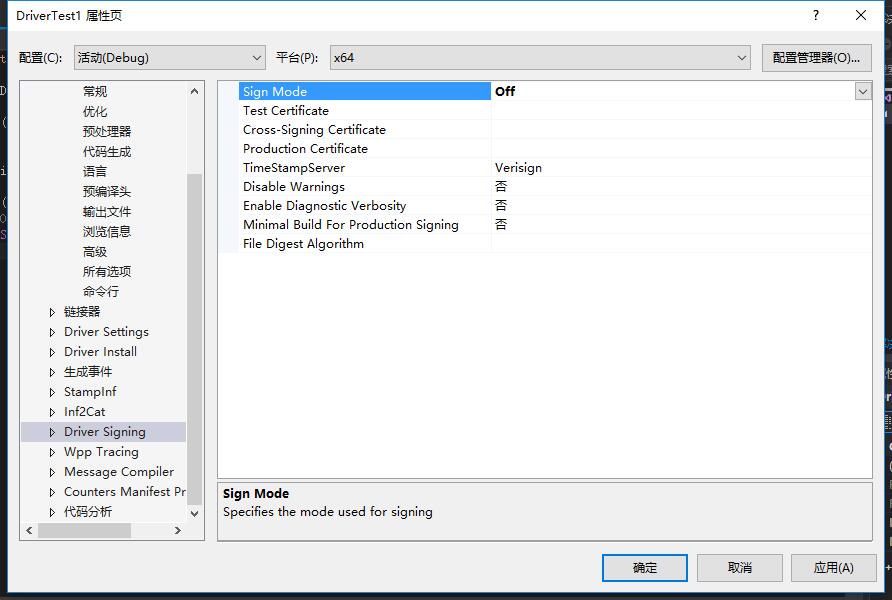 DriverTest1 属性页
配置(C): 活动(Debug) 平台(P): x64 配置管理器(O)...
常规
优化
预处理器
代码生成
语言
预编译头
输出文件
浏览信息
高级
所有选项
命令行
链接器
Driver Settings
Driver Install
生成事件
StampInf
Inf2Cat
Driver Signing
Wpp Tracing
Message Compiler
Counters Manifest Pr
代码分析
Sign Mode Off
Test Certificate
Cross-Signing Certificate
Production Certificate
TimeStampServer Verisign
Disable Warnings 否
Enable Diagnostic Verbosity 否
Minimal Build For Production Signing 否
File Digest Algorithm
Sign Mode
Specifies the mode used for signing
确定 取消 应用(A)